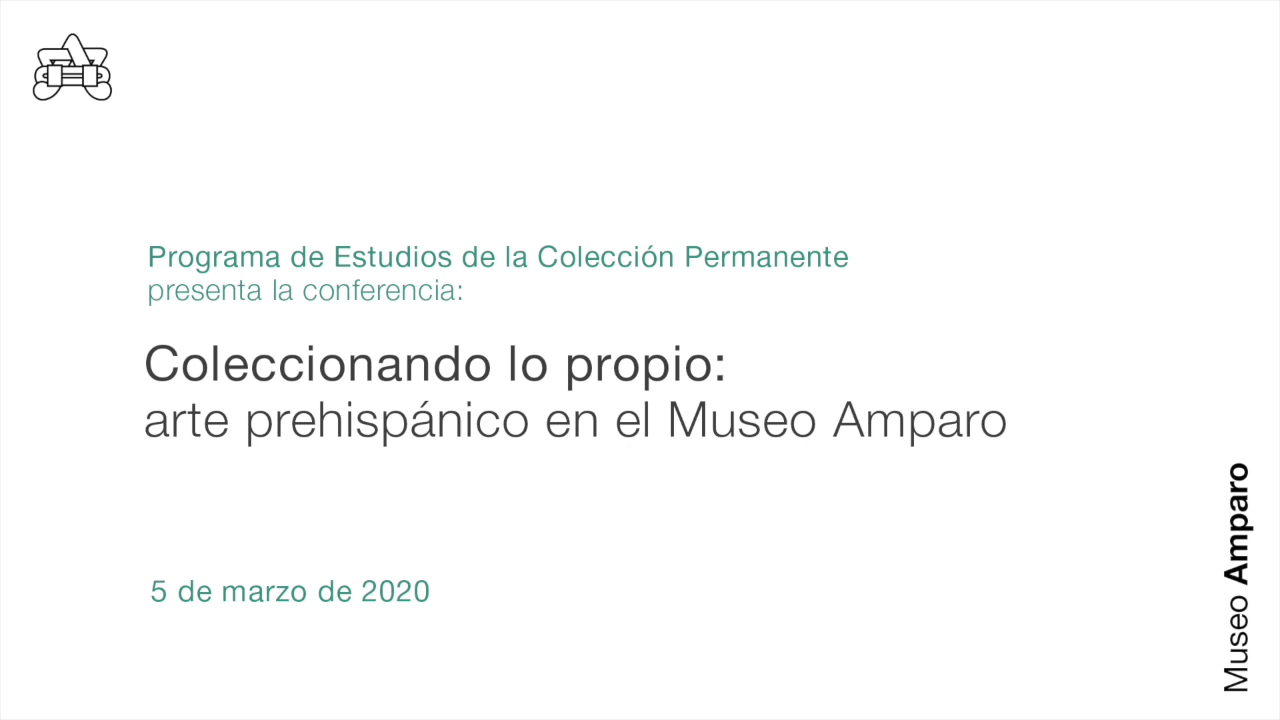 Programa de Estudios de la Colección Permanente
presenta la conferencia:
Coleccionando lo propio:
arte prehispánico en el Museo Amparo
5 de marzo de 2020
Museo Amparo